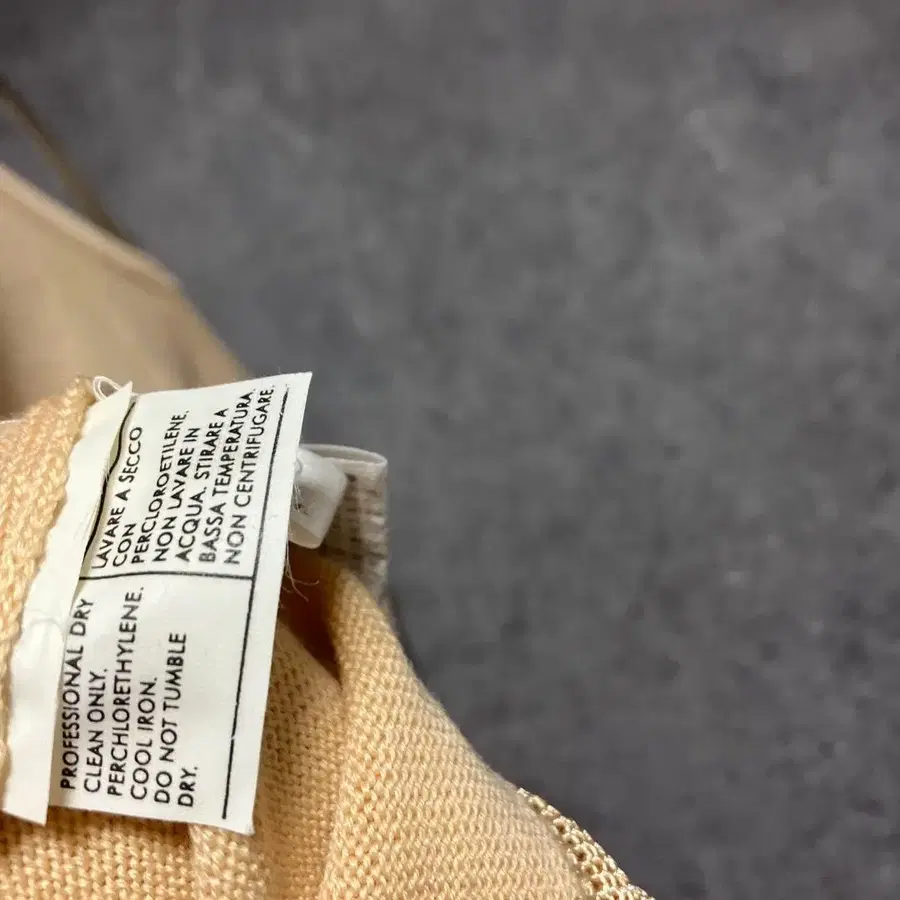 LAVARE A SECCO
CON
PERCLOROETILENE.
NON LAVARE IN
ACQUA. STIRARE A
BASSA TEMPERATURA.
NON CENTRIFUGARE.
PROFESSIONAL DRY
CLEAN ONLY.
PERCHLORETHYLENE.
COOL IRON.
DO NOT TUMBLE
DRY.